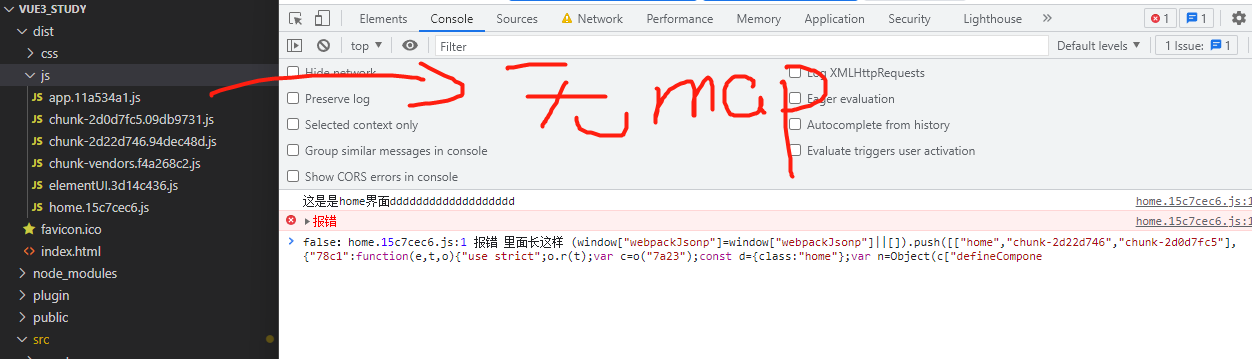 VUE3_STUDY
dist
css
js
JS app.11a534a1.js
JS chunk-2d0d7fc5.09db9731.js
JS chunk-2d22d746.94dec48d.js
JS chunk-vendors.f4a268c2.js
JS elementUI.3d14c436.js
JS home.15c7cec6.js
favicon.ico
<> index.html
node_modules
plugin
public
src
Elements Console Sources Network Performance Memory Application Security Lighthouse » 1 1
top Filter Default levels 1 Issue: 1
Hide network Log XMLHttpRequests
无 map
Preserve log Eager evaluation
Selected context only Autocomplete from history
Group similar messages in console Evaluate triggers user activation
Show CORS errors in console
这是是home界面ddddddddddddddddddd home.15c7cec6.js:1
报错 home.15c7cec6.js:1
false: home.15c7cec6.js:1 报错 里面长这样 (window["webpackJsonp"]=window["webpackJsonp"]||[]).push([["home","chunk-2d22d746","chunk-2d0d7fc5"],
{"78c1":function(e,t,o){"use strict";o.r(t);var c=o("7a23");const d={class:"home"};var n=Object(c["defineCompone